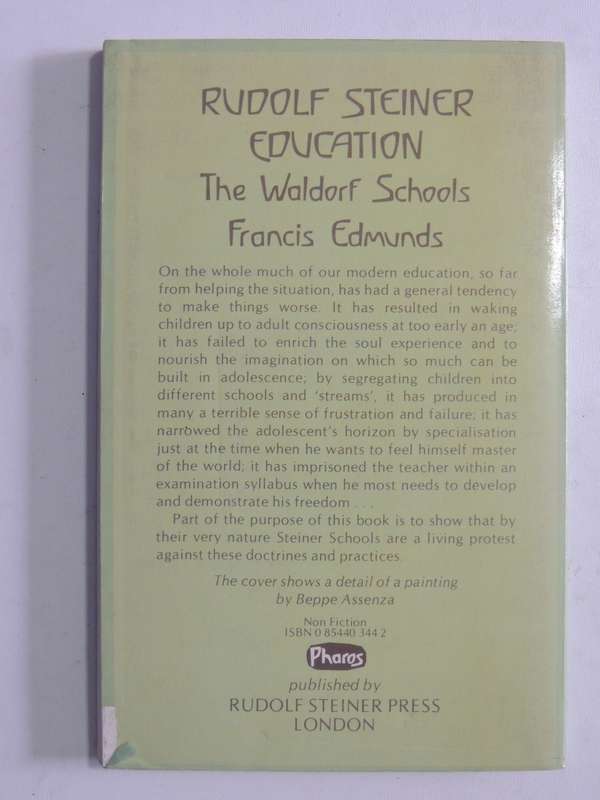 RUDOLF STEINER
EDUCATION
The Waldorf Schools
Francis Edmunds
On the whole much of our modern education, so far
from helping the situation, has had a general tendency
to make things worse. It has resulted in waking
children up to adult consciousness at too early an age;
it has failed to enrich the soul experience and to
nourish the imagination on which so much can be
built in adolescence; by segregating children into
different schools and 'streams', it has produced in
many a terrible sense of frustration and failure; it has
narrowed the adolescent's horizon by specialisation
just at the time when he wants to feel himself master
of the world; it has imprisoned the teacher within an
examination syllabus when he most needs to develop
and demonstrate his freedom . . .
Part of the purpose of this book is to show that by
their very nature Steiner Schools are a living protest
against these doctrines and practices.
The cover shows a detail of a painting
by Beppe Assenza
Non Fiction
ISBN 0 85440 344 2
Pharos
published by
RUDOLF STEINER PRESS
LONDON